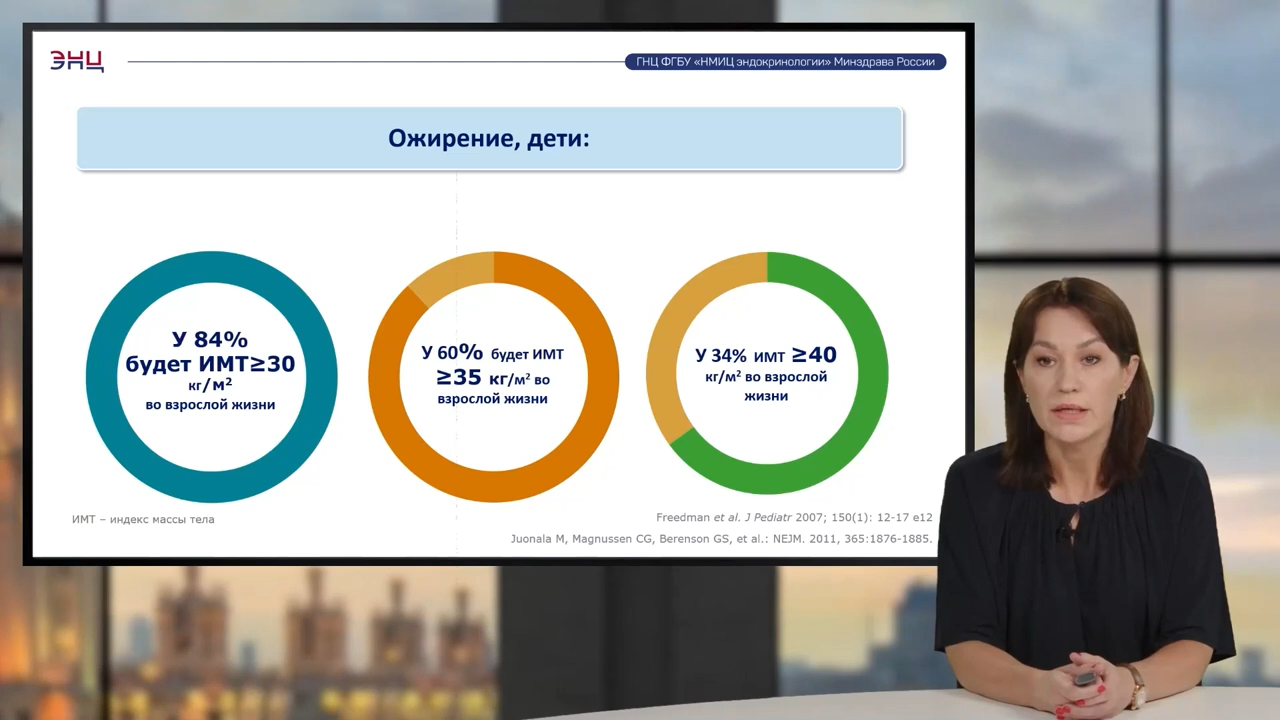 ЭНЦ
ГНЦ ФГБУ «НМИЦ эндокринологии» Минздрава России
Ожирение, дети:
У 84%
будет ИМТ≥30
кг/м²
во взрослой жизни
У 60% будет ИМТ
≥35 кг/м² во
взрослой жизни
У 34% ИМТ ≥40
кг/м² во взрослой
жизни
ИМТ – индекс массы тела
Freedman et al. J Pediatr 2007; 150(1): 12-17 e12
Juonala M, Magnussen CG, Berenson GS, et al.: NEJM. 2011, 365:1876-1885.